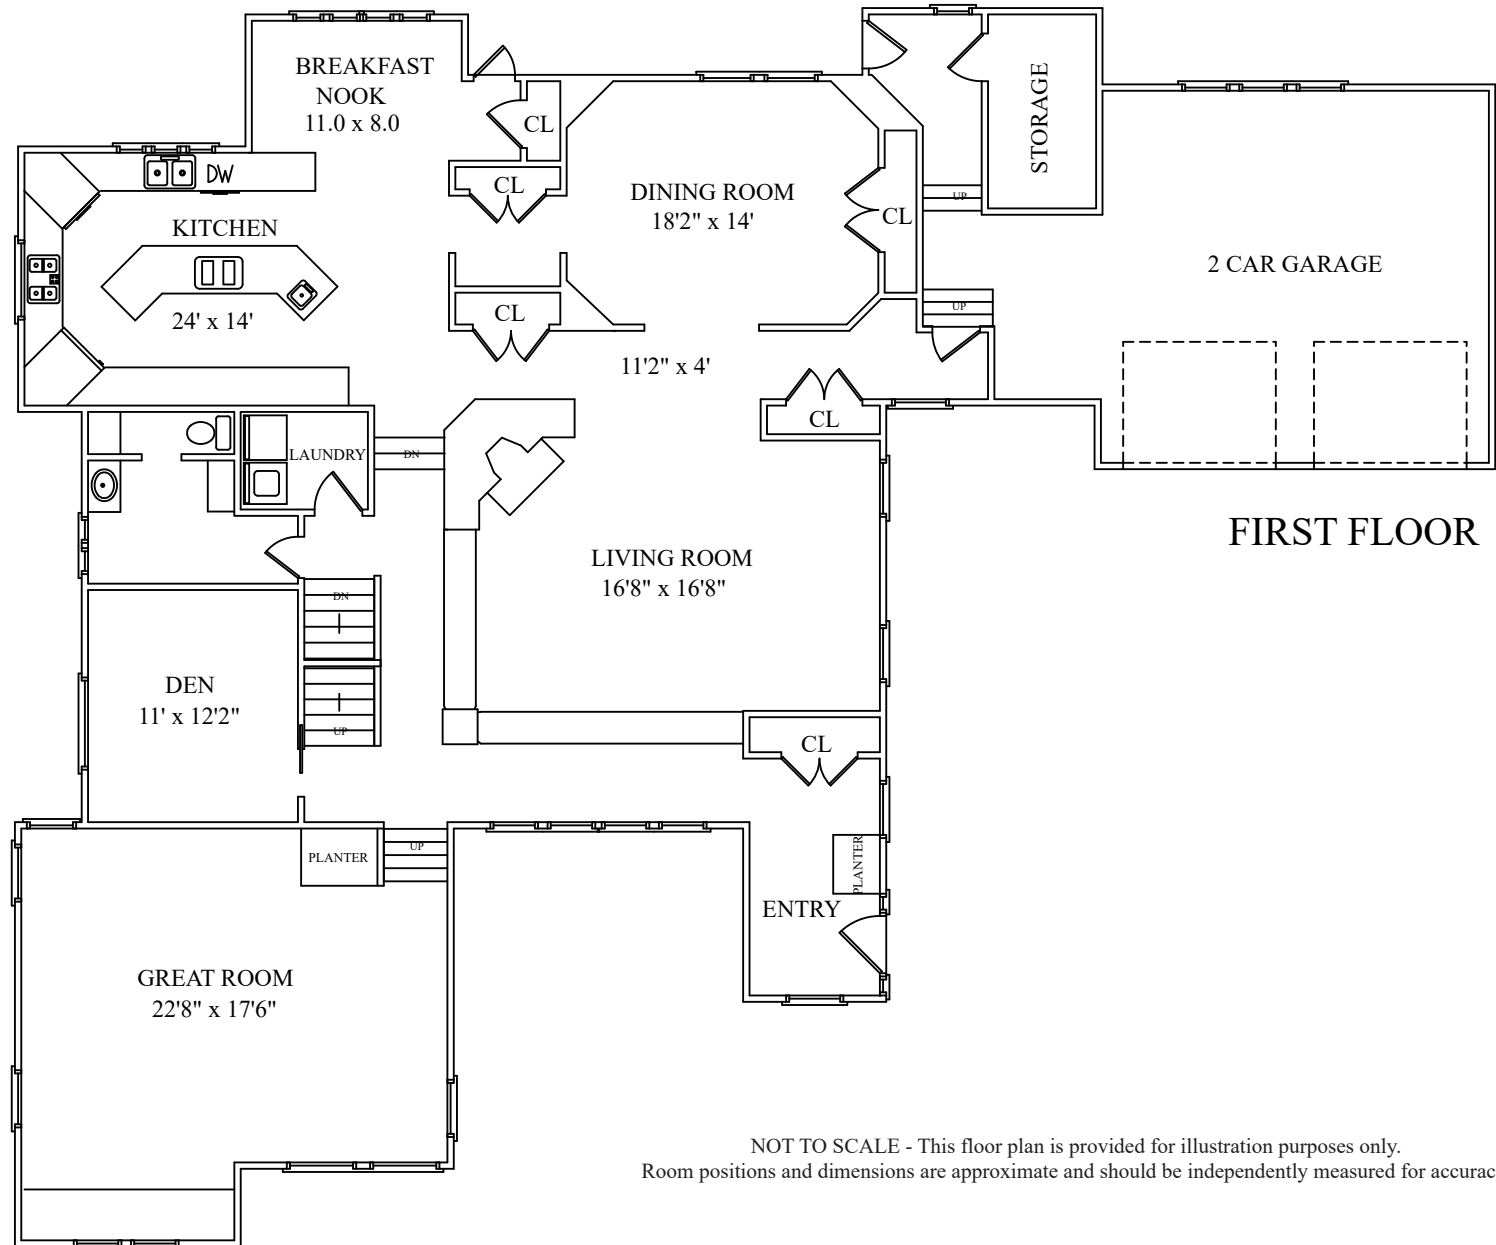 BREAKFAST
NOOK
11.0 x 8.0
CL
CL
DW
KITCHEN
24' x 14'
CL
DINING ROOM
18'2" x 14'
CL
STORAGE
UP
UP
2 CAR GARAGE
11'2" x 4'
CL
LAUNDRY
DN
LIVING ROOM
16'8" x 16'8"
FIRST FLOOR
DN
UP
DEN
11' x 12'2"
CL
PLANTER
UP
PLANTER
ENTRY
GREAT ROOM
22'8" x 17'6"
NOT TO SCALE - This floor plan is provided for illustration purposes only.
Room positions and dimensions are approximate and should be independently measured for accurac